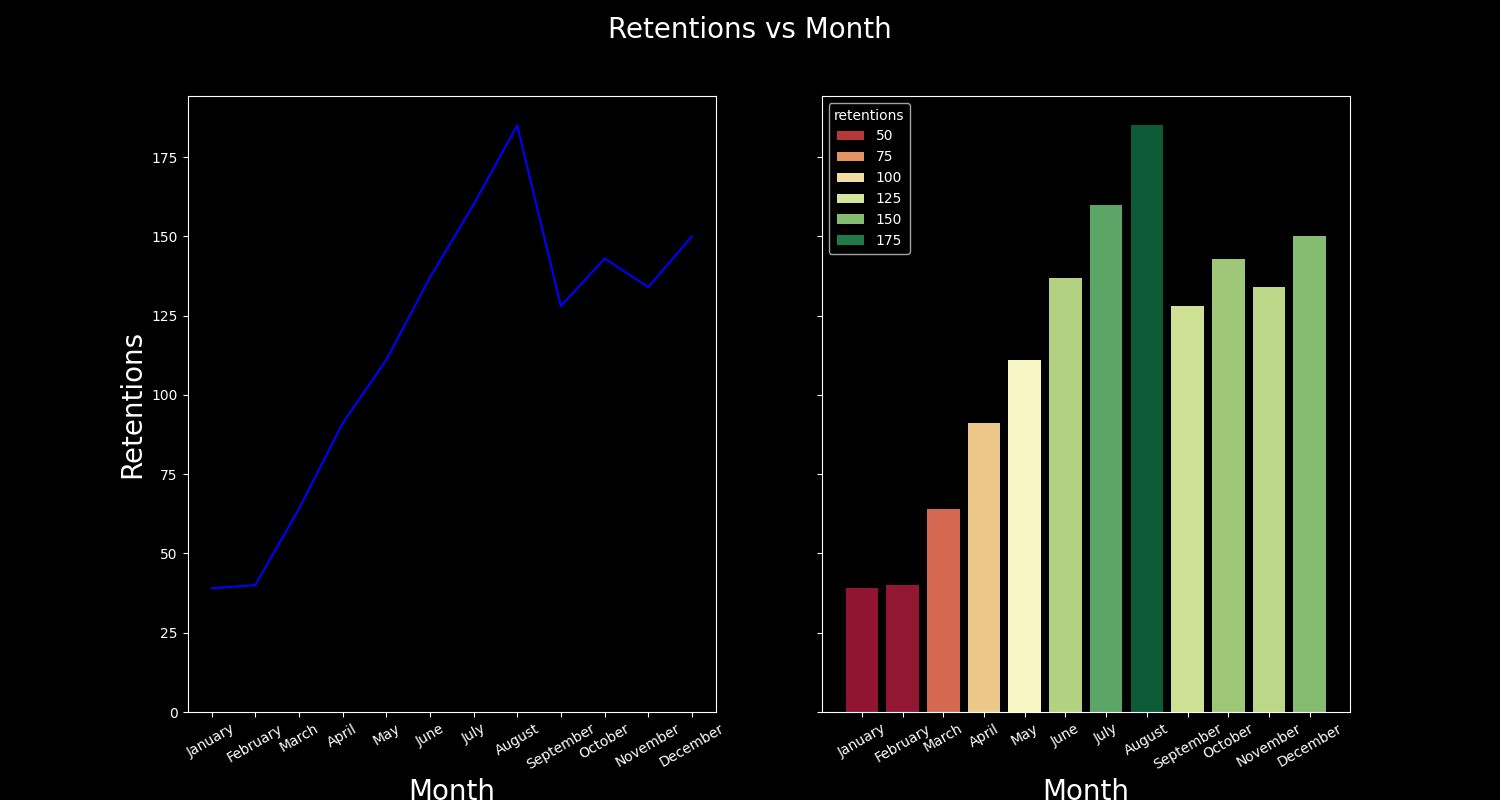 Retentions vs Month
Retentions
175
150
125
100
75
50
25
0
January
February
March
April
May
June
July
August
September
October
November
December
Month
retentions
50
75
100
125
150
175
January
February
March
April
May
June
July
August
September
October
November
December
Month